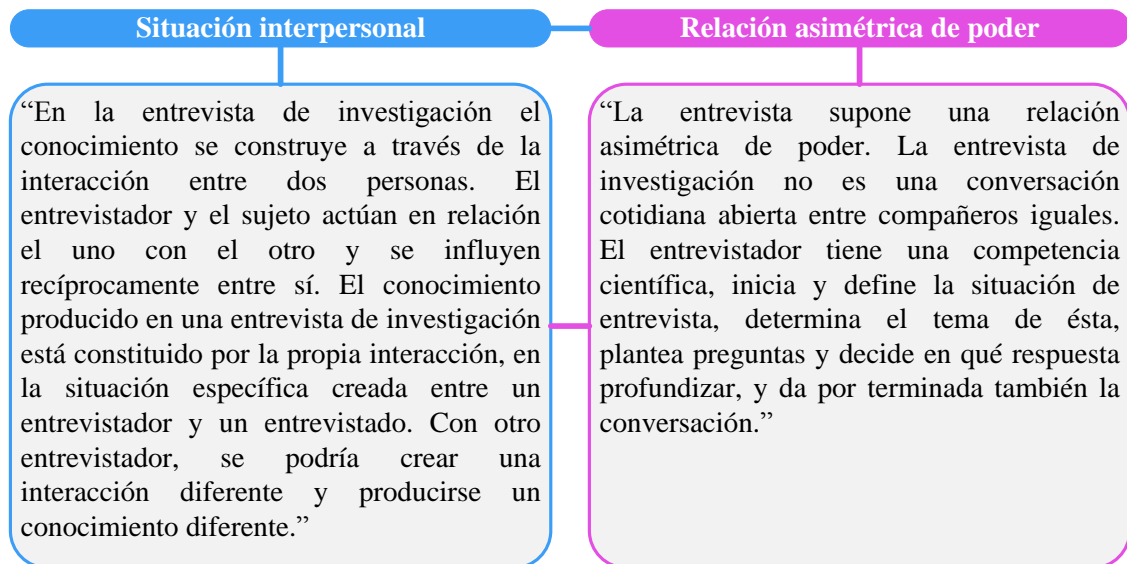 Situación interpersonal
“En la entrevista de investigación el
conocimiento se construye a través de la
interacción entre dos personas. El
entrevistador y el sujeto actúan en relación
el uno con el otro y se influyen
recíprocamente entre sí. El conocimiento
producido en una entrevista de investigación
está constituido por la propia interacción, en
la situación específica creada entre un
entrevistador y un entrevistado. Con otro
entrevistador, se podría crear una
interacción diferente y producirse un
conocimiento diferente.”
Relación asimétrica de poder
“La entrevista supone una relación
asimétrica de poder. La entrevista de
investigación no es una conversación
cotidiana abierta entre compañeros iguales.
El entrevistador tiene una competencia
científica, inicia y define la situación de
entrevista, determina el tema de ésta,
plantea preguntas y decide en qué respuesta
profundizar, y da por terminada también la
conversación.”